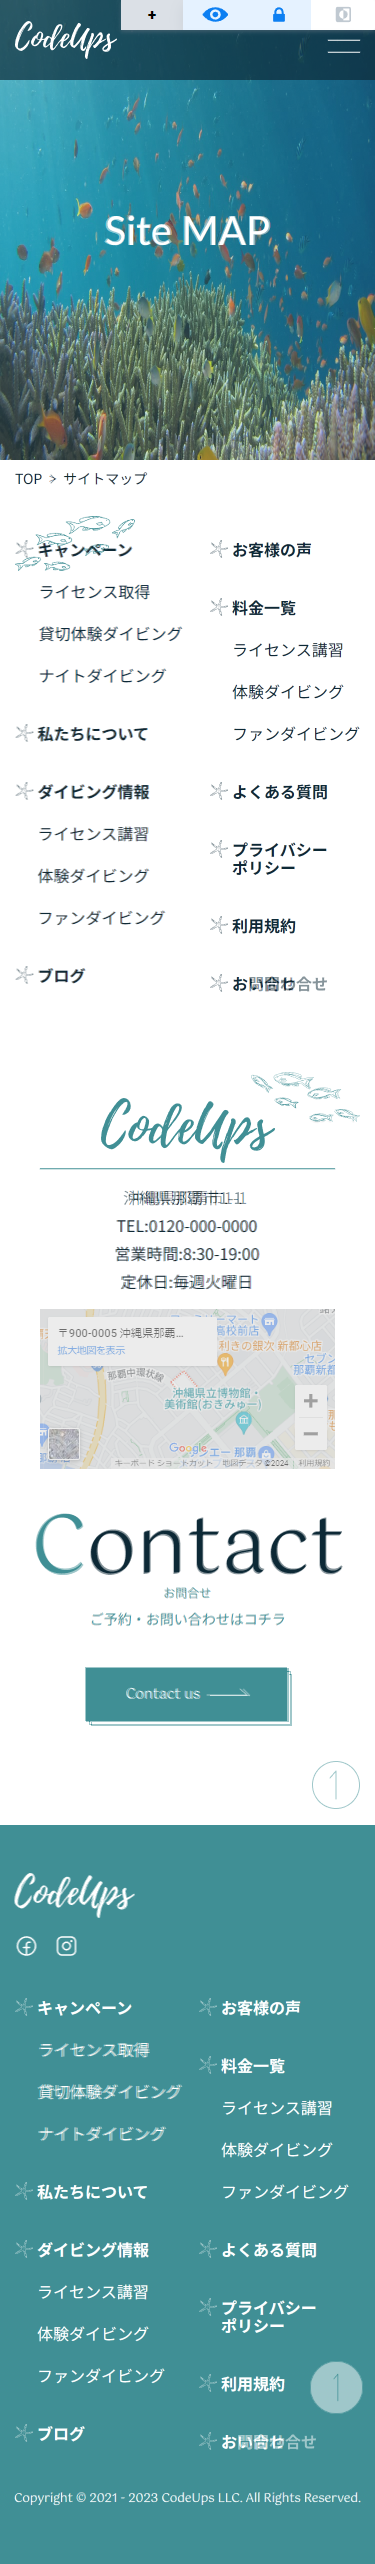 CodeUps
Site MAP
TOP > サイトマップ
キャンペーン
ライセンス取得
貸切体験ダイビング
ナイトダイビング
私たちについて
ダイビング情報
ライセンス講習
体験ダイビング
ファンダイビング
ブログ
お客様の声
料金一覧
ライセンス講習
体験ダイビング
ファンダイビング
よくある質問
プライバシー
ポリシー
利用規約
CodeUps
沖縄県那覇市1-1
TEL:0120-000-0000
営業時間:8:30-19:00
定休日:毎週火曜日
〒900-0005 沖縄県那覇...
拡大地図を表示
りきの銀次 新都心店
那覇中環状線
沖縄県立博物館・
美術館(おきみゅー)
Google
キーボード ショートカット 地図データ ©2024 利用規約
Contact
お問合せ
ご予約・お問い合わせはコチラ
Contact us
CodeUps
キャンペーン
ライセンス取得
貸切体験ダイビング
ナイトダイビング
私たちについて
ダイビング情報
ライセンス講習
体験ダイビング
ファンダイビング
ブログ
お客様の声
料金一覧
ライセンス講習
体験ダイビング
ファンダイビング
よくある質問
プライバシー
ポリシー
利用規約
Copyright © 2021 - 2023 CodeUps LLC. All Rights Reserved.